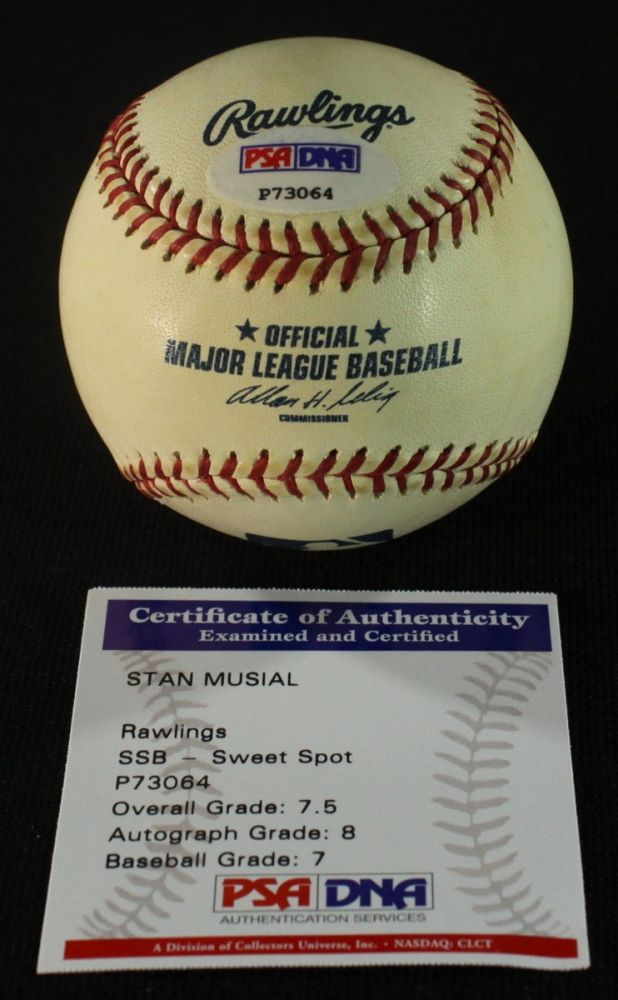 Rawlings
PSA DNA
P73064
★ OFFICIAL ★
MAJOR LEAGUE BASEBALL
Allan H. Selig
COMMISSIONER
Certificate of Authenticity
Examined and Certified
STAN MUSIAL
Rawlings
SSB - Sweet Spot
P73064
Overall Grade: 7.5
Autograph Grade: 8
Baseball Grade: 7
PSA DNA
AUTHENTICATION SERVICES
A Division of Collectors Universe, Inc. • NASDAQ: CLCT